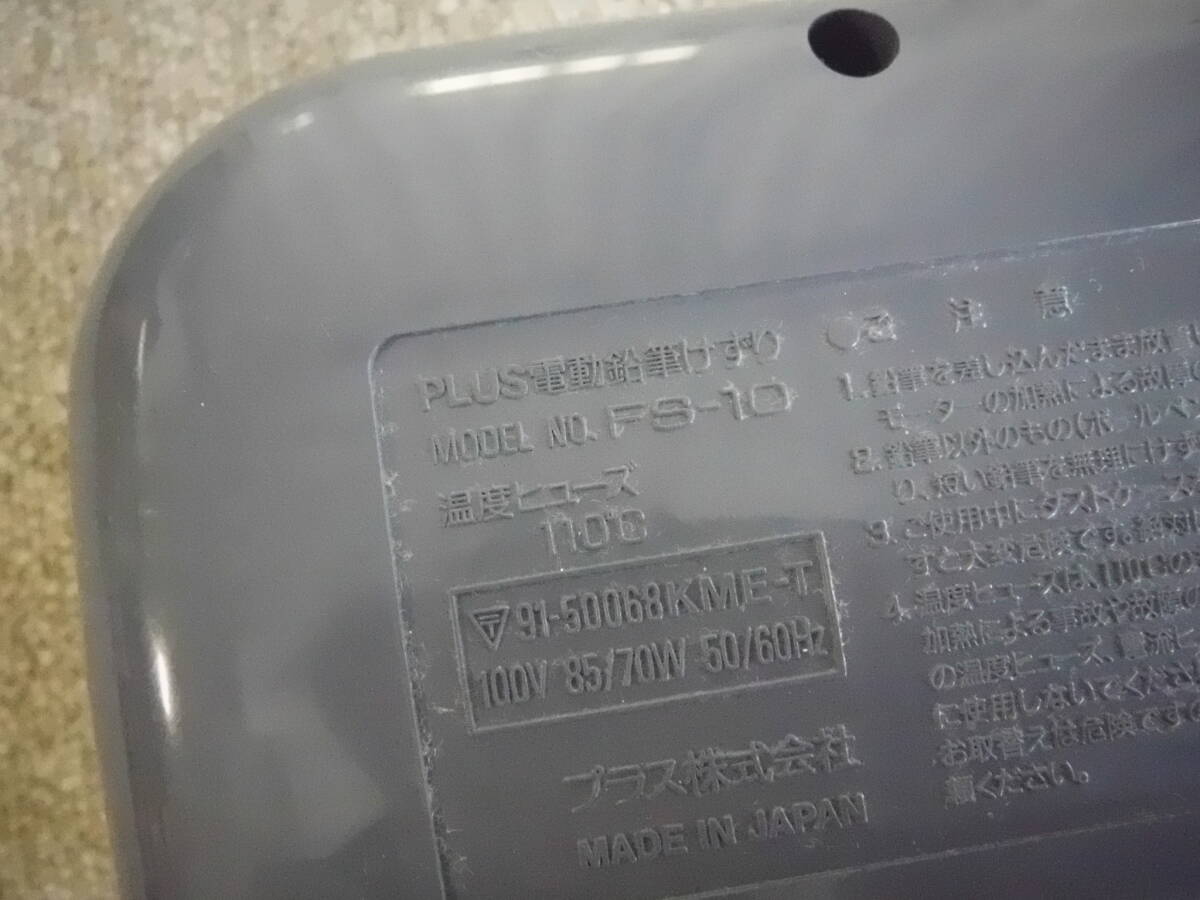 PLUS電動鉛筆けずり
MODEL NO. FS-10
温度ヒューズ
110℃
91-50068KME-T
100V 85/70W 50/60Hz
プラス株式会社
MADE IN JAPAN
ご注意
1. 鉛筆を差し込んだまま放
モーターの加熱による故障の
2. 鉛筆以外のもの(ボールペ
り、短い鉛筆を無理にけず
3. ご使用中にダストケース
すと大変危険です。絶対
4. 温度ヒューズは、110℃の
加熱による事故や故障の
の温度ヒューズ、電流ヒ
に使用しないでくださ
お取替えは危険です
願ください。